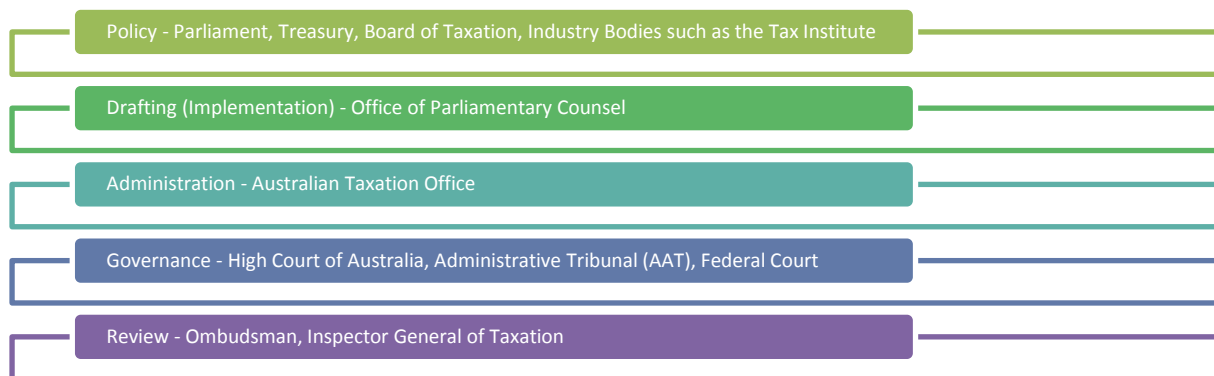 Policy - Parliament, Treasury, Board of Taxation, Industry Bodies such as the Tax Institute
Drafting (Implementation) - Office of Parliamentary Counsel
Administration - Australian Taxation Office
Governance - High Court of Australia, Administrative Tribunal (AAT), Federal Court
Review - Ombudsman, Inspector General of Taxation